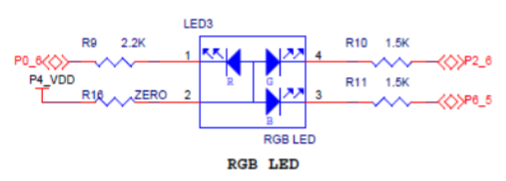 LED3
R9 2.2K 1 4 R10 1.5K
P0_6 R G P2_6
P4_VDD R11 1.5K
R16 ZERO 2 3 P6_5
B
RGB LED
RGB LED